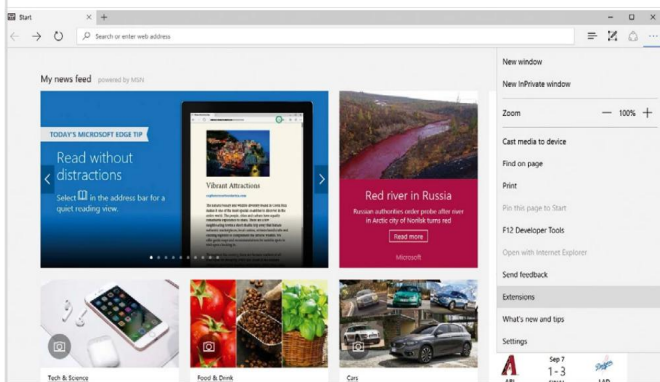 Start
Search or enter web address
My news feed powered by MSN
TODAY'S MICROSOFT EDGE TIP
Read without
distractions
Select in the address bar for a
quiet reading view.
Vibrant Attractions
Red river in Russia
Russian authorities order probe after river
in Arctic city of Norilsk turns red
Read more
Microsoft
Tech & Science
Food & Drink
Cars
New window
New InPrivate window
Zoom
100%
Cast media to device
Find on page
Print
Pin this page to Start
F12 Developer Tools
Open with Internet Explorer
Send feedback
Extensions
What's new and tips
Settings
Sep 7
1 - 3